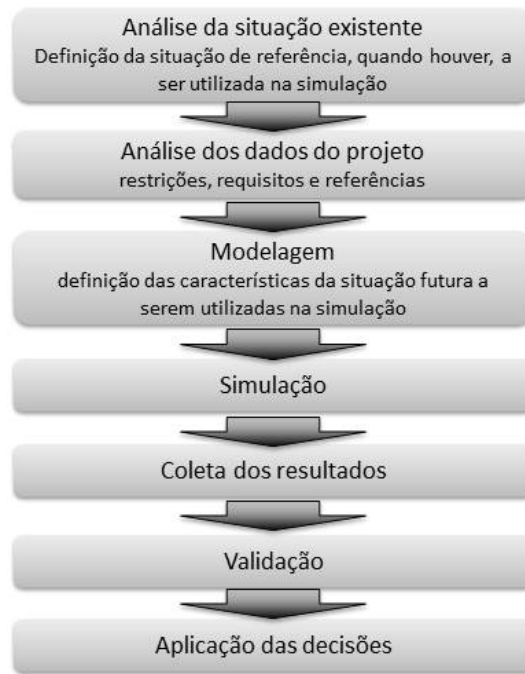 Análise da situação existente
Definição da situação de referência, quando houver, a
ser utilizada na simulação
Análise dos dados do projeto
restrições, requisitos e referências
Modelagem
definição das características da situação futura a
serem utilizadas na simulação
Simulação
Coleta dos resultados
Validação
Aplicação das decisões